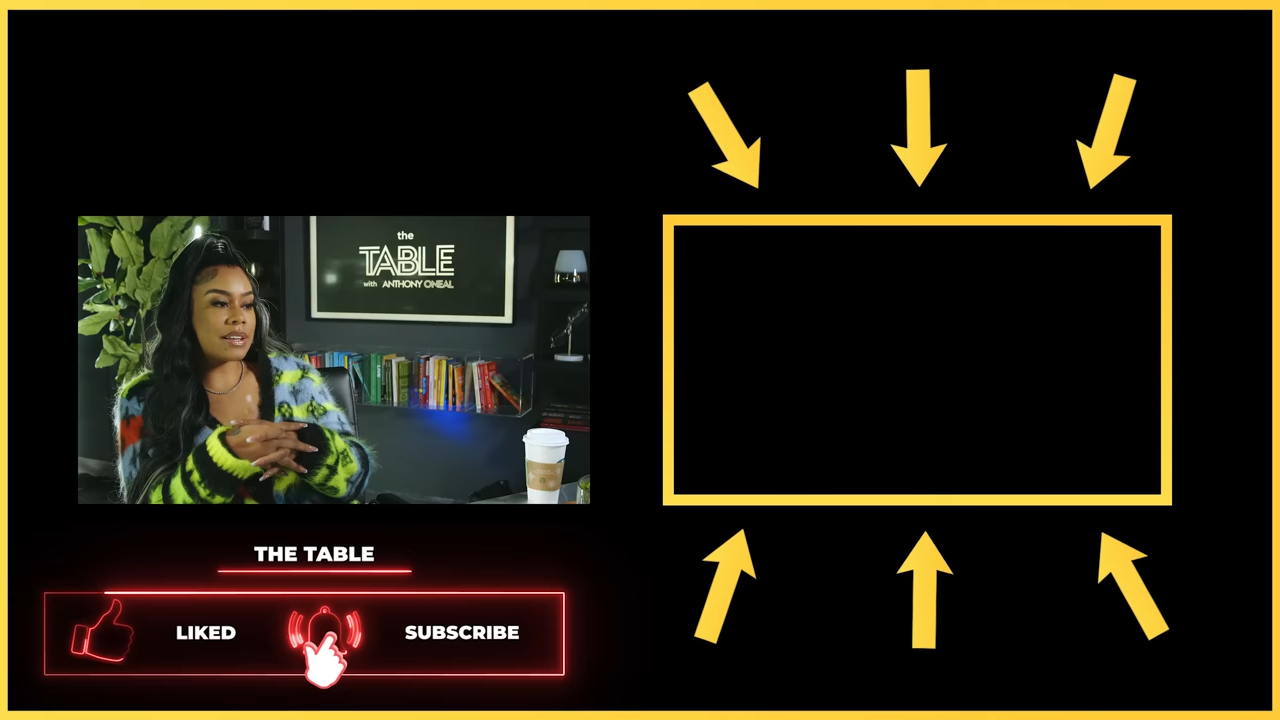 the
TABLE
with ANTHONY ONEAL
THE TABLE
LIKED
SUBSCRIBE